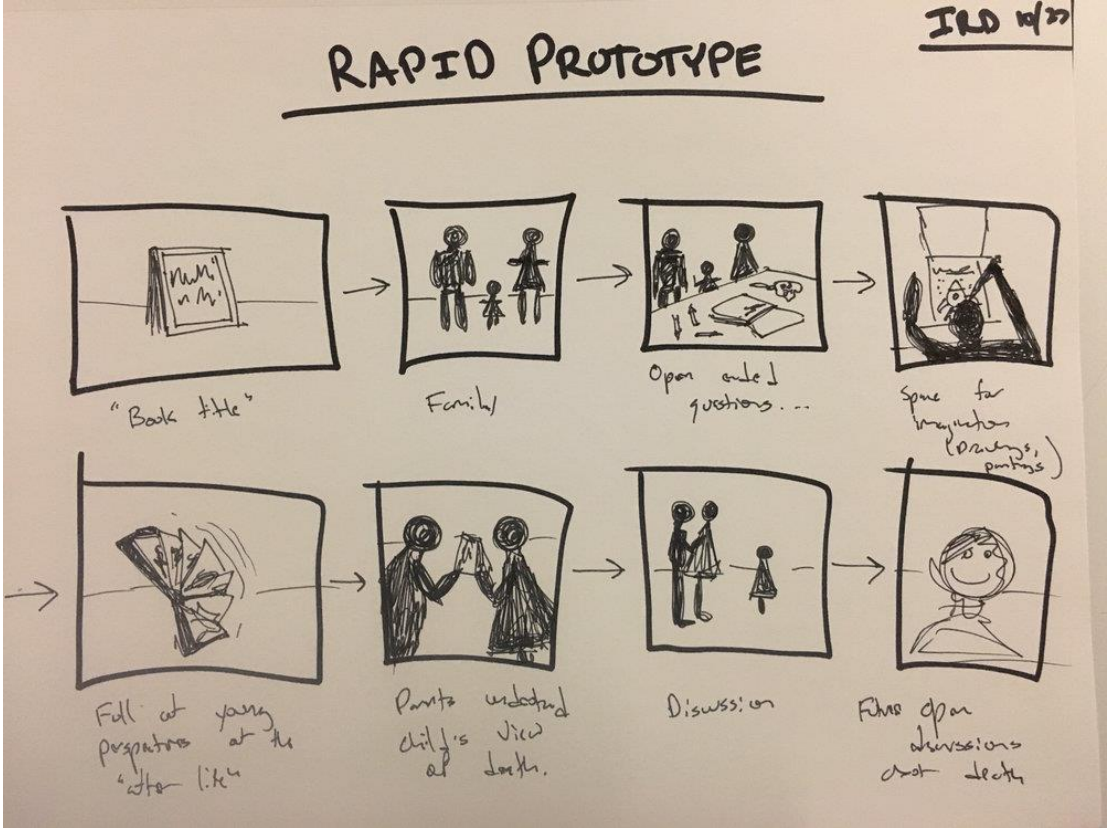 IRD 10/27
RAPID PROTOTYPE
"Book title"
Family
Open ended
questions...
Space for
imagination
(Drawings,
paintings)
Full of young
perspectives of the
"after life"
Parents understand
child's view
of death.
Discussion
Future open
discussions
about death